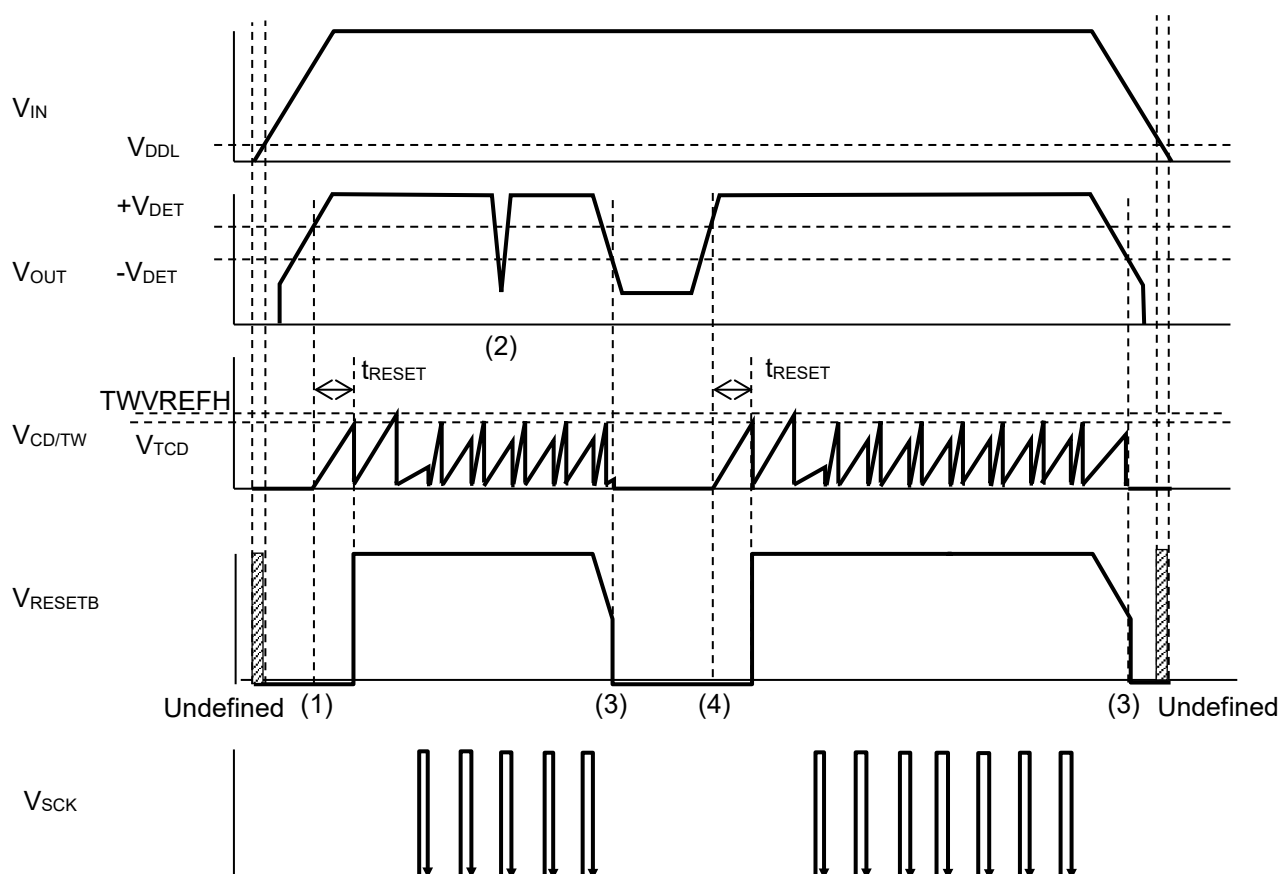 VIN
VDDL
+VDET
VOUT
-VDET
(2)
tRESET
tRESET
TWVREFH
VCD/TW
VTCD
VRESETB
Undefined (1) (3) (4) (3) Undefined
VSCK